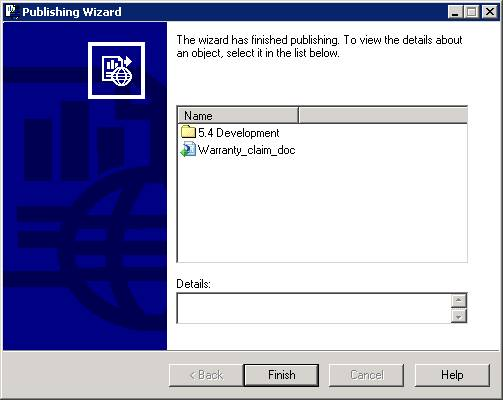 Publishing Wizard
The wizard has finished publishing. To view the details about
an object, select it in the list below.
Name
5.4 Development
Warranty_claim_doc
Details:
< Back
Finish
Cancel
Help